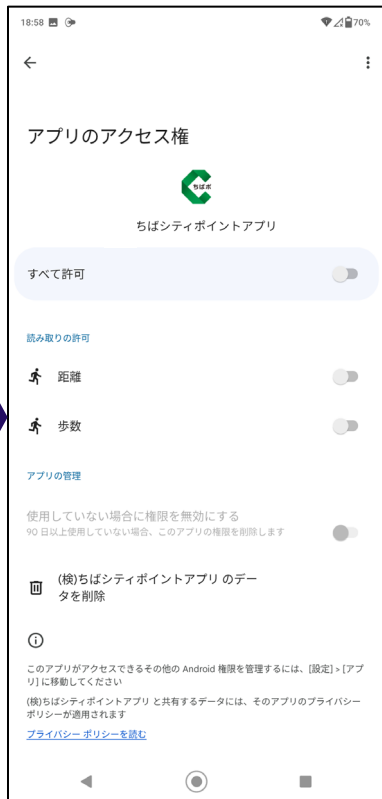 18:58
70%
アプリのアクセス権
ちばポ
ちばシティポイントアプリ
すべて許可
読み取りの許可
距離
歩数
アプリの管理
使用していない場合に権限を無効にする
90 日以上使用していない場合、このアプリの権限を削除します
(検)ちばシティポイントアプリ のデー
タを削除
このアプリがアクセスできるその他の Android 権限を管理するには、[設定] > [アプ
リ] に移動してください
(検)ちばシティポイントアプリ と共有するデータには、そのアプリのプライバシー
ポリシーが適用されます
プライバシー ポリシーを読む